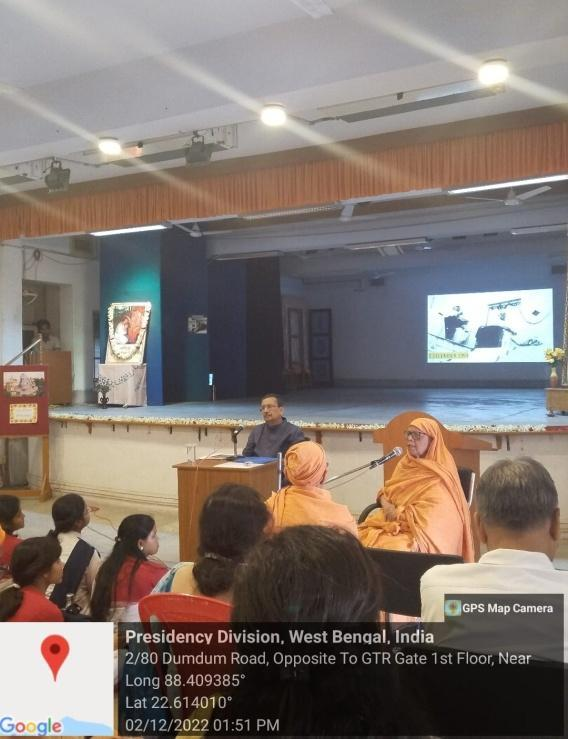 GPS Map Camera
Presidency Division, West Bengal, India
2/80 Dumdum Road, Opposite To GTR Gate 1st Floor, Near
Long 88.409385°
Lat 22.614010°
02/12/2022 01:51 PM
Google